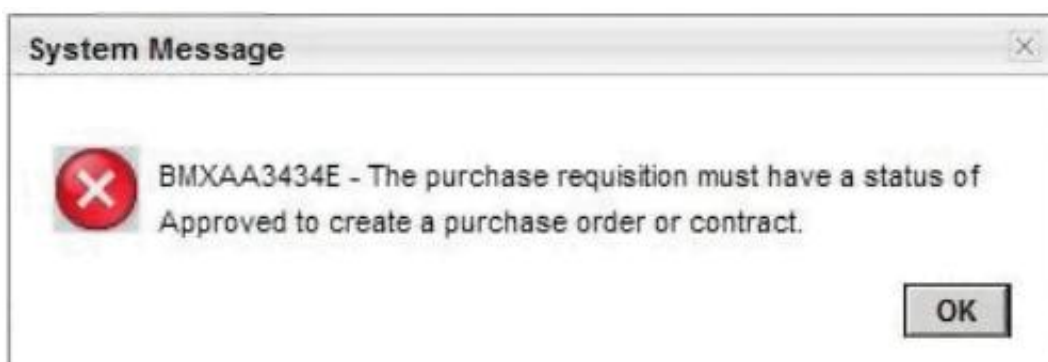 System Message
BMXAA3434E - The purchase requisition must have a status of
Approved to create a purchase order or contract.
OK